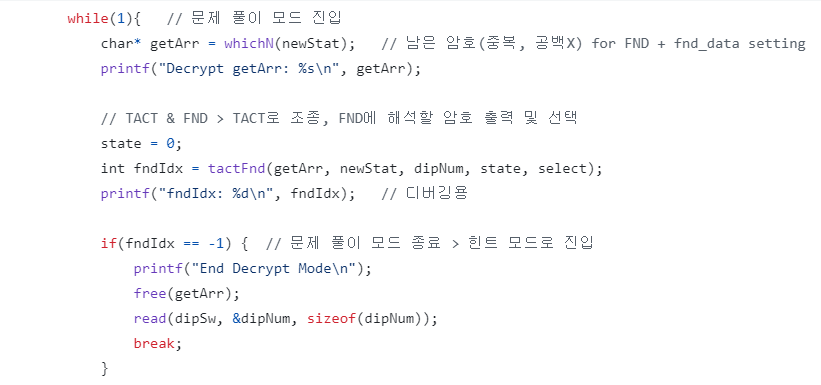 while(1){   // 문제 풀이 모드 진입
    char* getArr = whichN(newStat);   // 남은 암호(중복, 공백X) for FND + fnd_data setting
    printf("Decrypt getArr: %s\n", getArr);

    // TACT & FND > TACT로 조종, FND에 해석할 암호 출력 및 선택
    state = 0;
    int fndIdx = tactFnd(getArr, newStat, dipNum, state, select);
    printf("fndIdx: %d\n", fndIdx);   // 디버깅용

    if(fndIdx == -1) {  // 문제 풀이 모드 종료 > 힌트 모드로 진입
        printf("End Decrypt Mode\n");
        free(getArr);
        read(dipSw, &dipNum, sizeof(dipNum));
        break;
    }